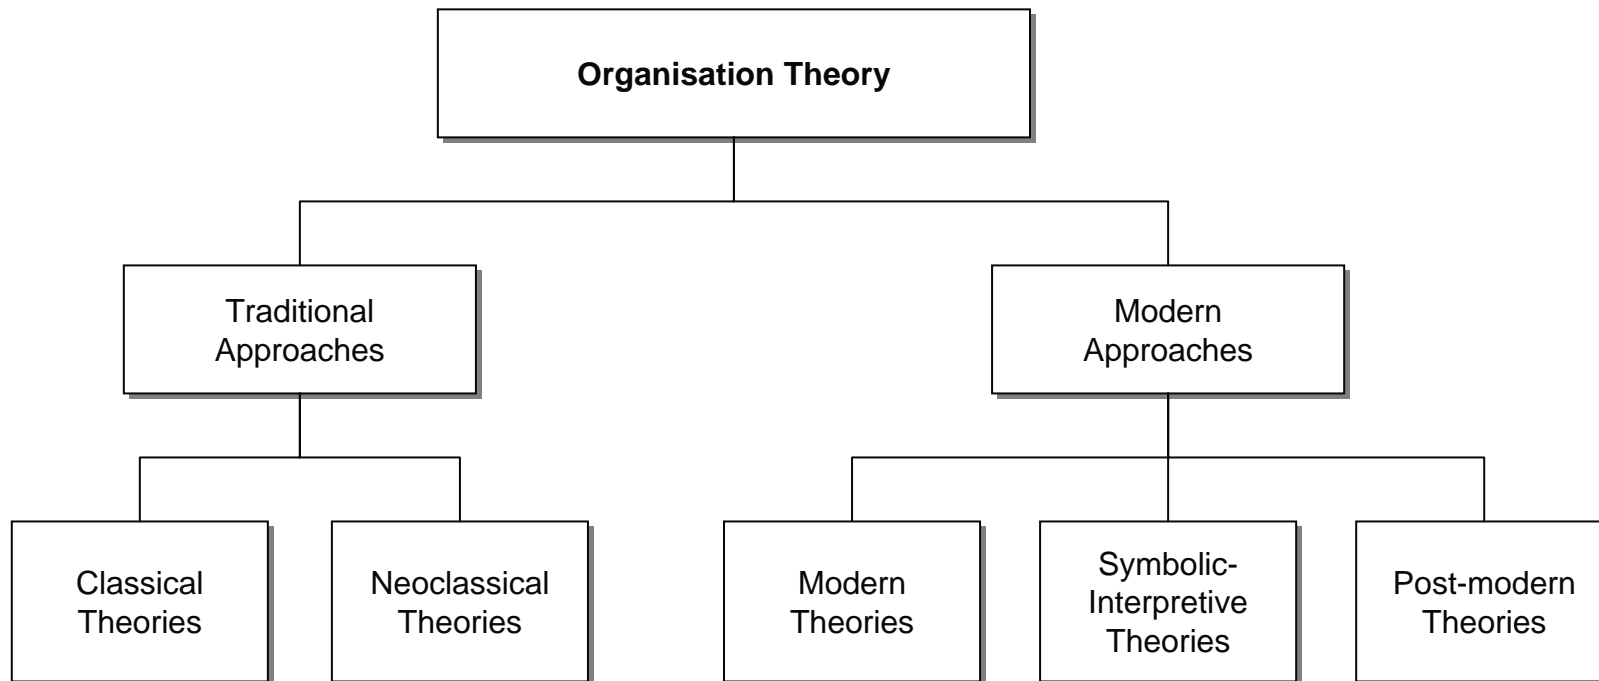 Organisation Theory
Traditional
Approaches
Modern
Approaches
Classical
Theories
Neoclassical
Theories
Modern
Theories
Symbolic-
Interpretive
Theories
Post-modern
Theories